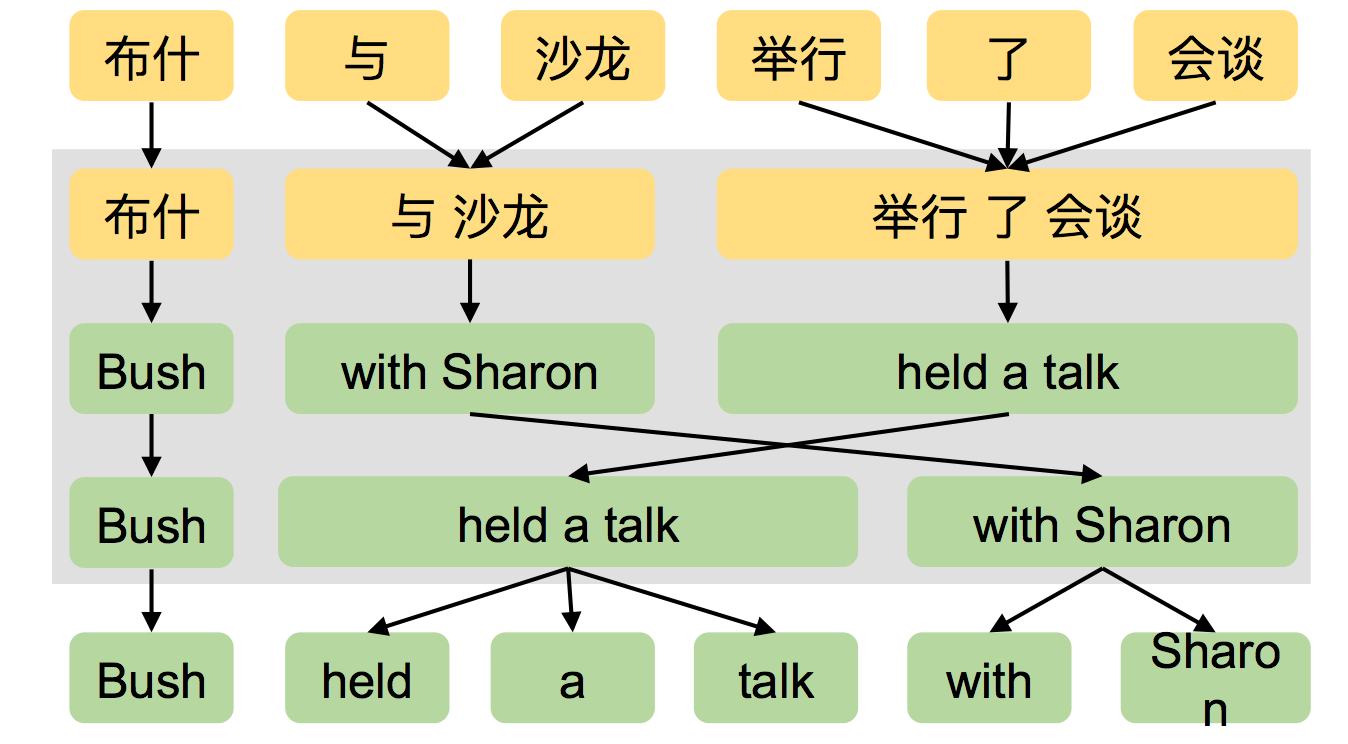 布什 与 沙龙 举行 了 会谈
布什 与 沙龙 举行 了 会谈
Bush with Sharon held a talk
Bush held a talk with Sharon
Bush held a talk with Sharo
n